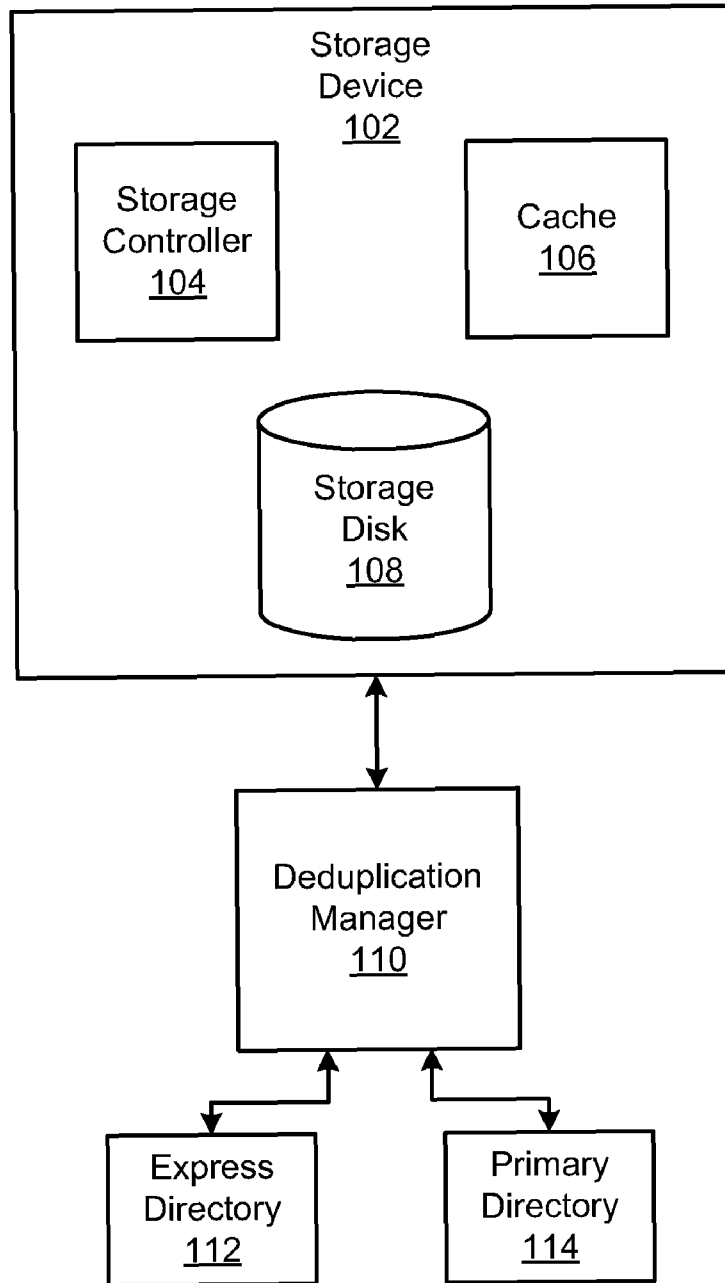 Storage
Device
102
Storage
Controller
104
Cache
106
Storage
Disk
108
Deduplication
Manager
110
Express
Directory
112
Primary
Directory
114